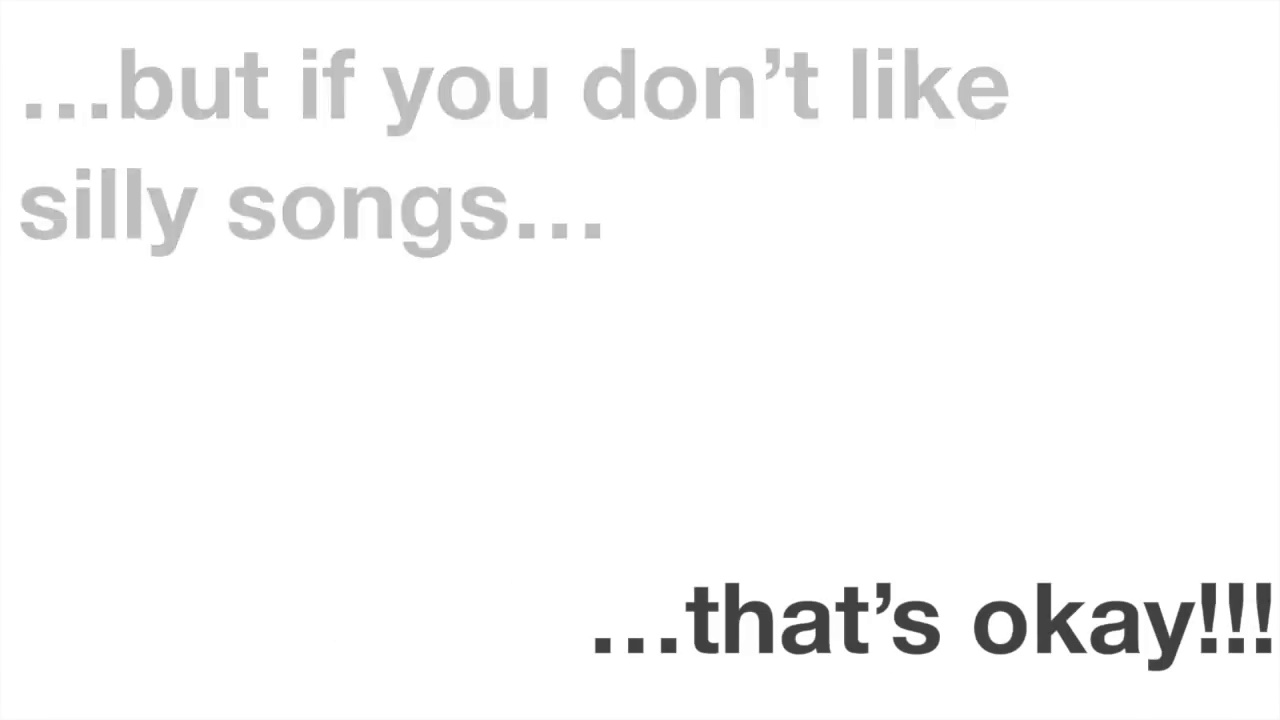 …but if you don’t like
silly songs…
…that’s okay!!!